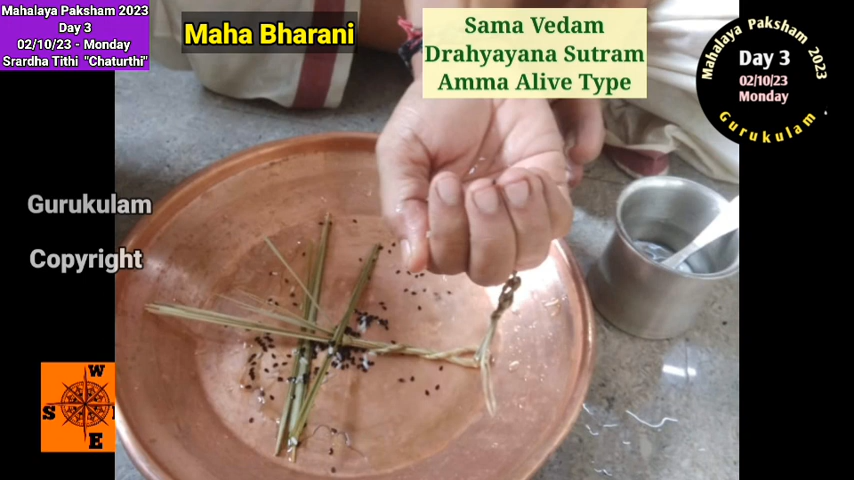 Mahalaya Paksham 2023
Day 3
02/10/23 - Monday
Srardha Tithi "Chaturthi"
Maha Bharani
Sama Vedam
Drahyayana Sutram
Amma Alive Type
Mahalaya Paksham 2023
Day 3
02/10/23
Monday
Gurukulam
Gurukulam
Copyright
W
S
E